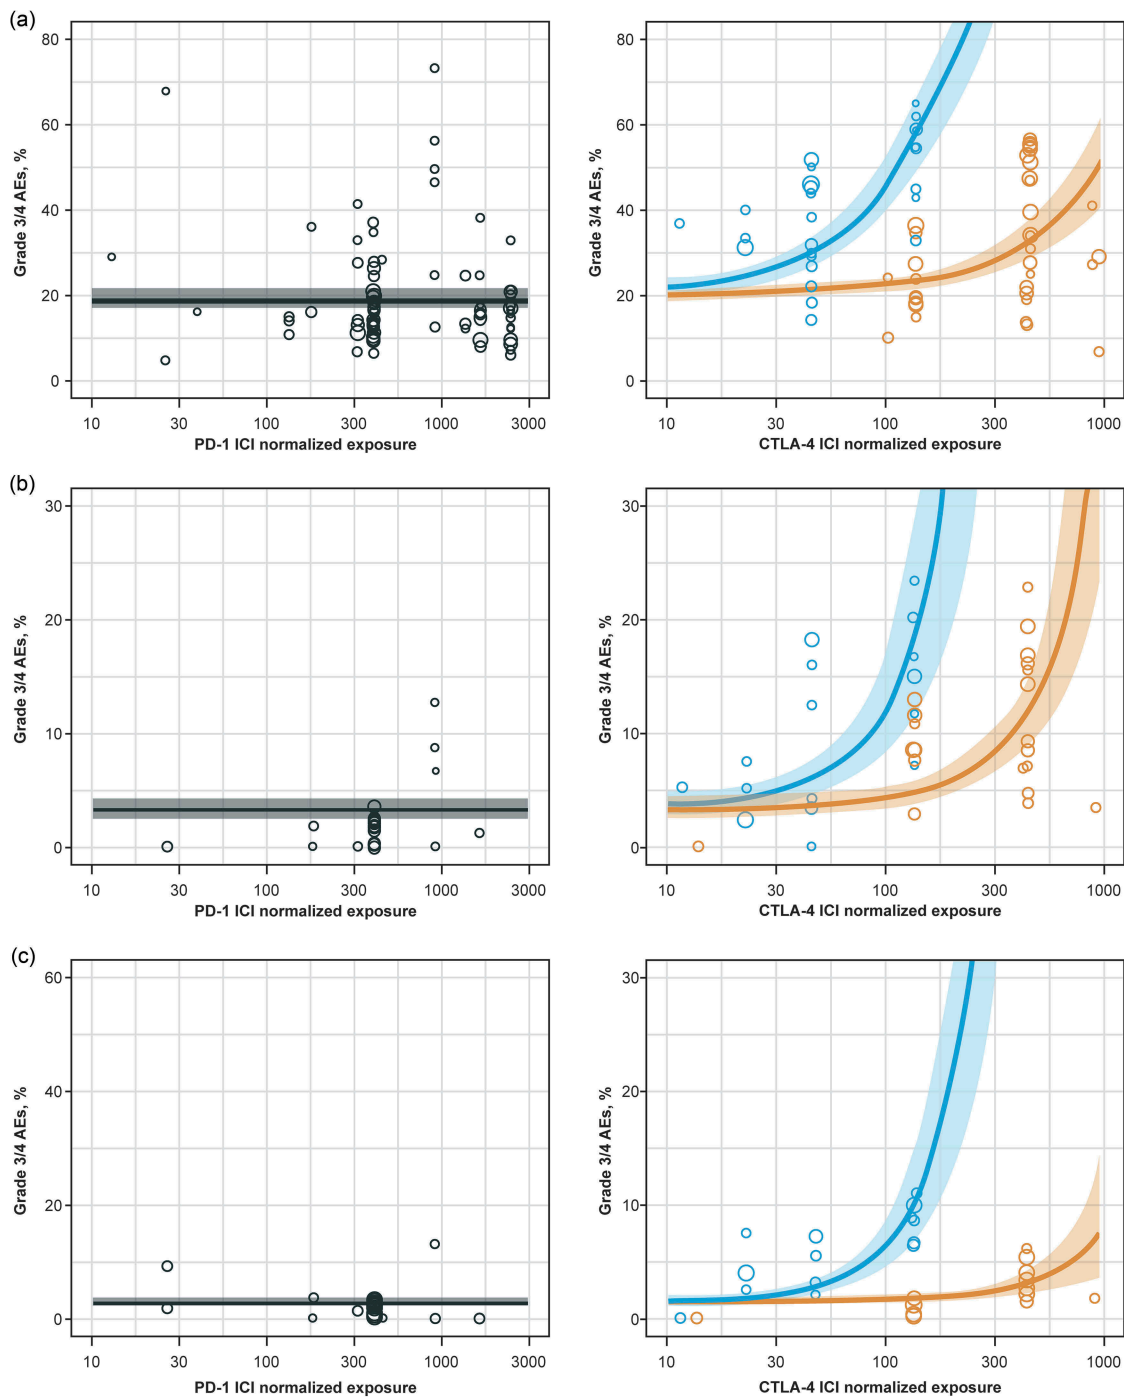 (a)
80
60
40
20
0
Grade 3/4 AEs, %
10 30 100 300 1000 3000
PD-1 ICI normalized exposure
80
60
40
20
0
Grade 3/4 AEs, %
10 30 100 300 1000
CTLA-4 ICI normalized exposure
(b)
30
20
10
0
Grade 3/4 AEs, %
10 30 100 300 1000 3000
PD-1 ICI normalized exposure
30
20
10
0
Grade 3/4 AEs, %
10 30 100 300 1000
CTLA-4 ICI normalized exposure
(c)
60
40
20
0
Grade 3/4 AEs, %
10 30 100 300 1000 3000
PD-1 ICI normalized exposure
30
20
10
0
Grade 3/4 AEs, %
10 30 100 300 1000
CTLA-4 ICI normalized exposure